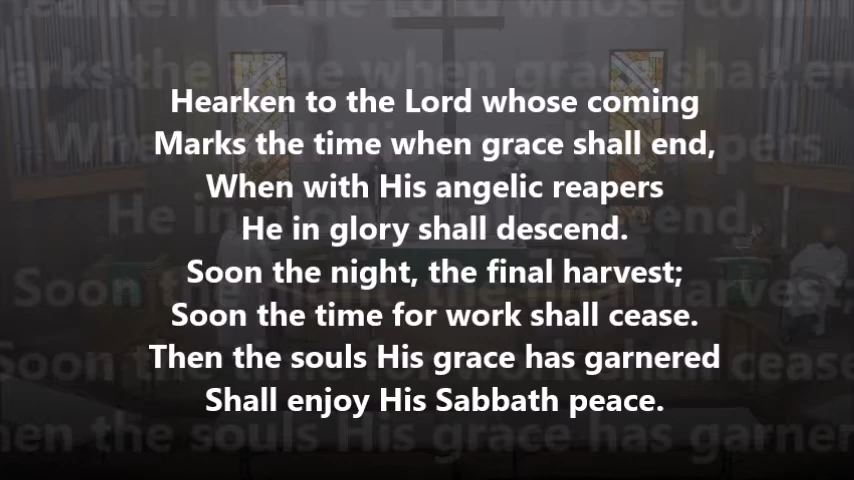 Hearken to the Lord whose coming
Marks the time when grace shall end,
When with His angelic reapers
He in glory shall descend.
Soon the night, the final harvest;
Soon the time for work shall cease.
Then the souls His grace has garnered
Shall enjoy His Sabbath peace.